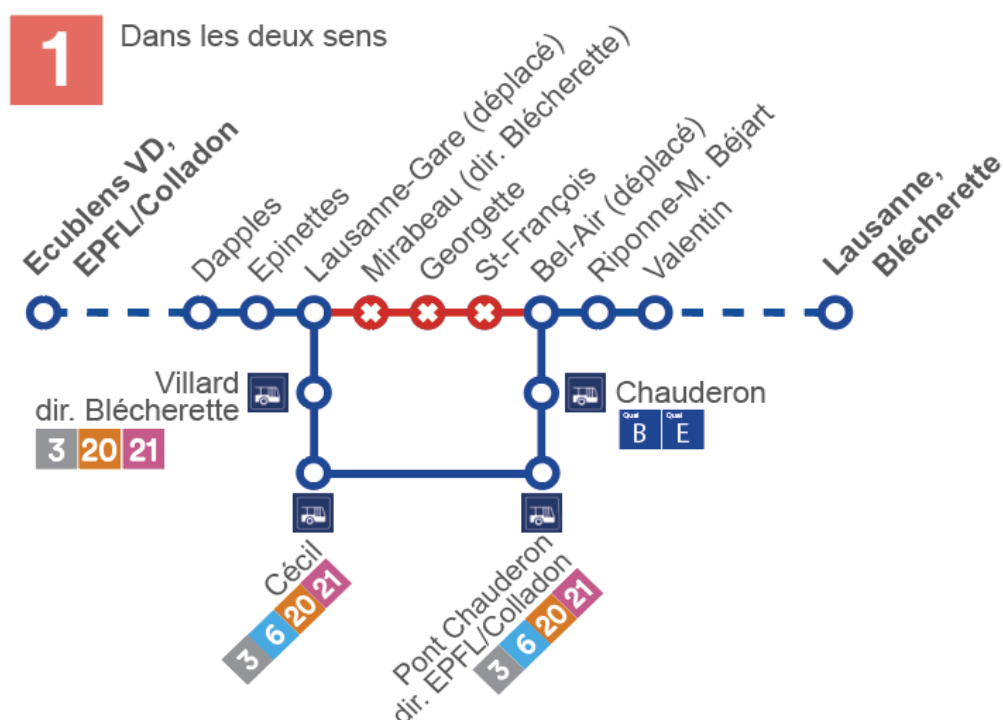 1
Dans les deux sens
Ecublens VD,
EPFL/Colladon
Dapples
Epinettes
Lausanne-Gare (déplacé)
Mirabeau (dir. Blécherette)
Georgette
St-François
Bel-Air (déplacé)
Riponne-M. Béjart
Valentin
Lausanne,
Blécherette
Villard
dir. Blécherette
3 20 21
Chauderon
Quai Quai
B E
Cécil
3 6 20 21
Pont Chauderon
dir. EPFL/Colladon
3 6 20 21